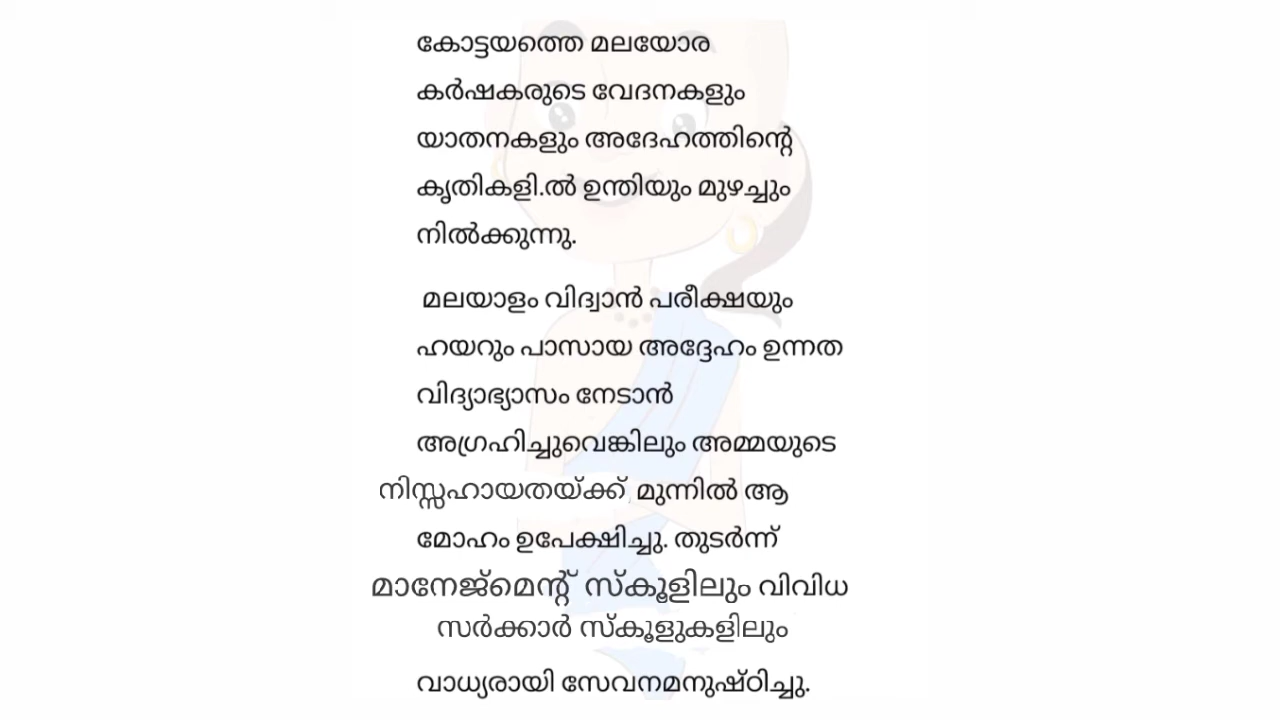 കോട്ടയത്തെ മലയോര
കർഷകരുടെ വേദനകളും
യാതനകളും അദേഹത്തിന്റെ
കൃതികളി.ൽ ഉന്തിയും മുഴച്ചും
നിൽക്കുന്നു.
മലയാളം വിദ്വാൻ പരീക്ഷയും
ഹയറും പാസായ അദ്ദേഹം ഉന്നത
വിദ്യാഭ്യാസം നേടാൻ
അഗ്രഹിച്ചുവെങ്കിലും അമ്മയുടെ
നിസ്സഹായതയ്ക്ക് മുന്നിൽ ആ
മോഹം ഉപേക്ഷിച്ചു. തുടർന്ന്
മാനേജ്മെന്റ് സ്കൂളിലും വിവിധ
സർക്കാർ സ്കൂളുകളിലും
വാധ്യരായി സേവനമനുഷ്ഠിച്ചു.